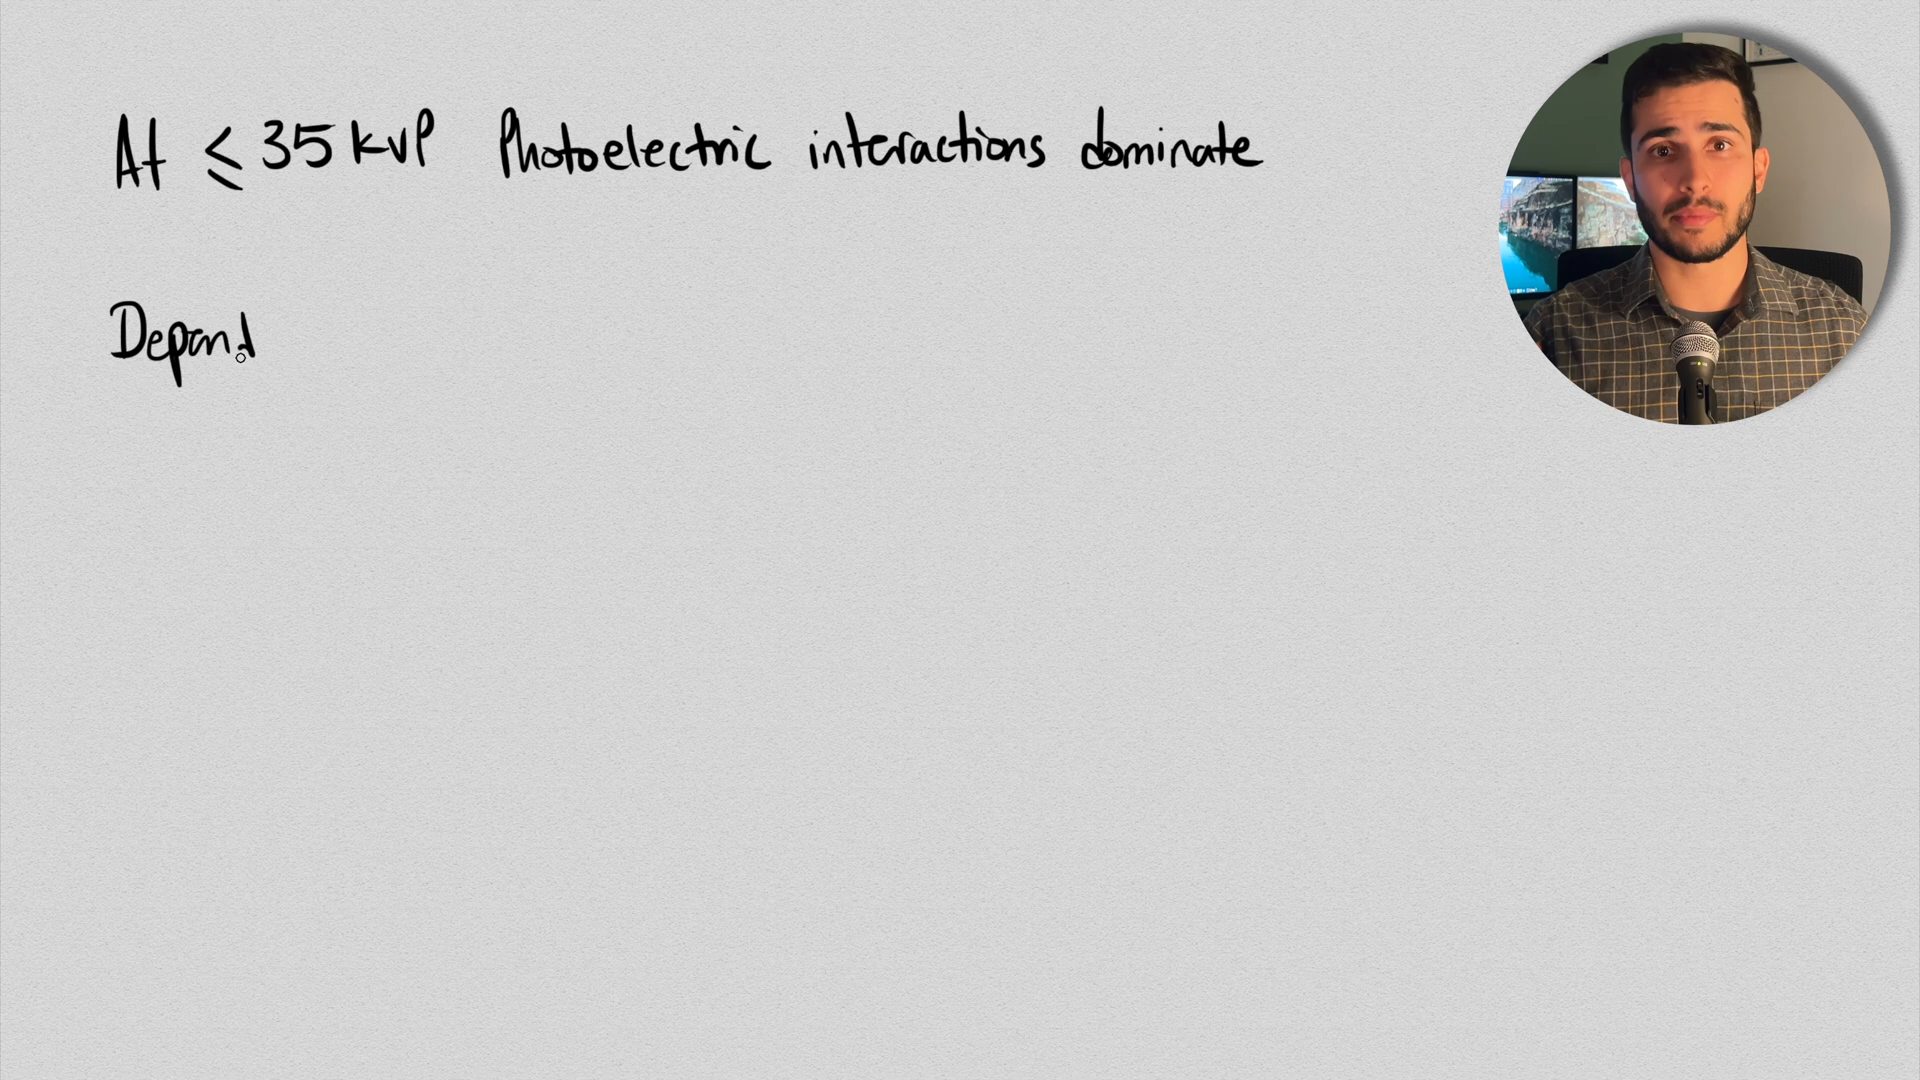 At ≤ 35 kvp Photoelectric interactions dominate
Depend